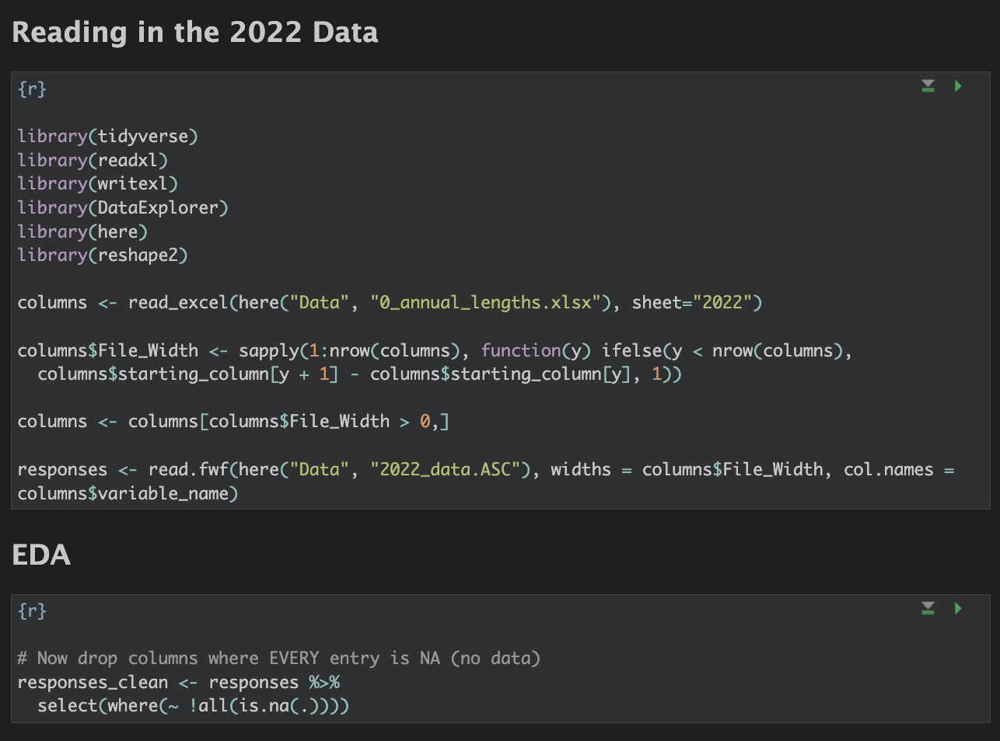 Reading in the 2022 Data
{r}
library(tidyverse)
library(readxl)
library(writexl)
library(DataExplorer)
library(here)
library(reshape2)
columns <- read_excel(here("Data", "0_annual_lengths.xlsx"), sheet="2022")
columns$File_Width <- sapply(1:nrow(columns), function(y) ifelse(y < nrow(columns),
columns$starting_column[y + 1] - columns$starting_column[y], 1))
columns <- columns[columns$File_Width > 0,]
responses <- read.fwf(here("Data", "2022_data.ASC"), widths = columns$File_Width, col.names =
columns$variable_name)
EDA
{r}
# Now drop columns where EVERY entry is NA (no data)
responses_clean <- responses %>%
select(where(~ !all(is.na(.))))